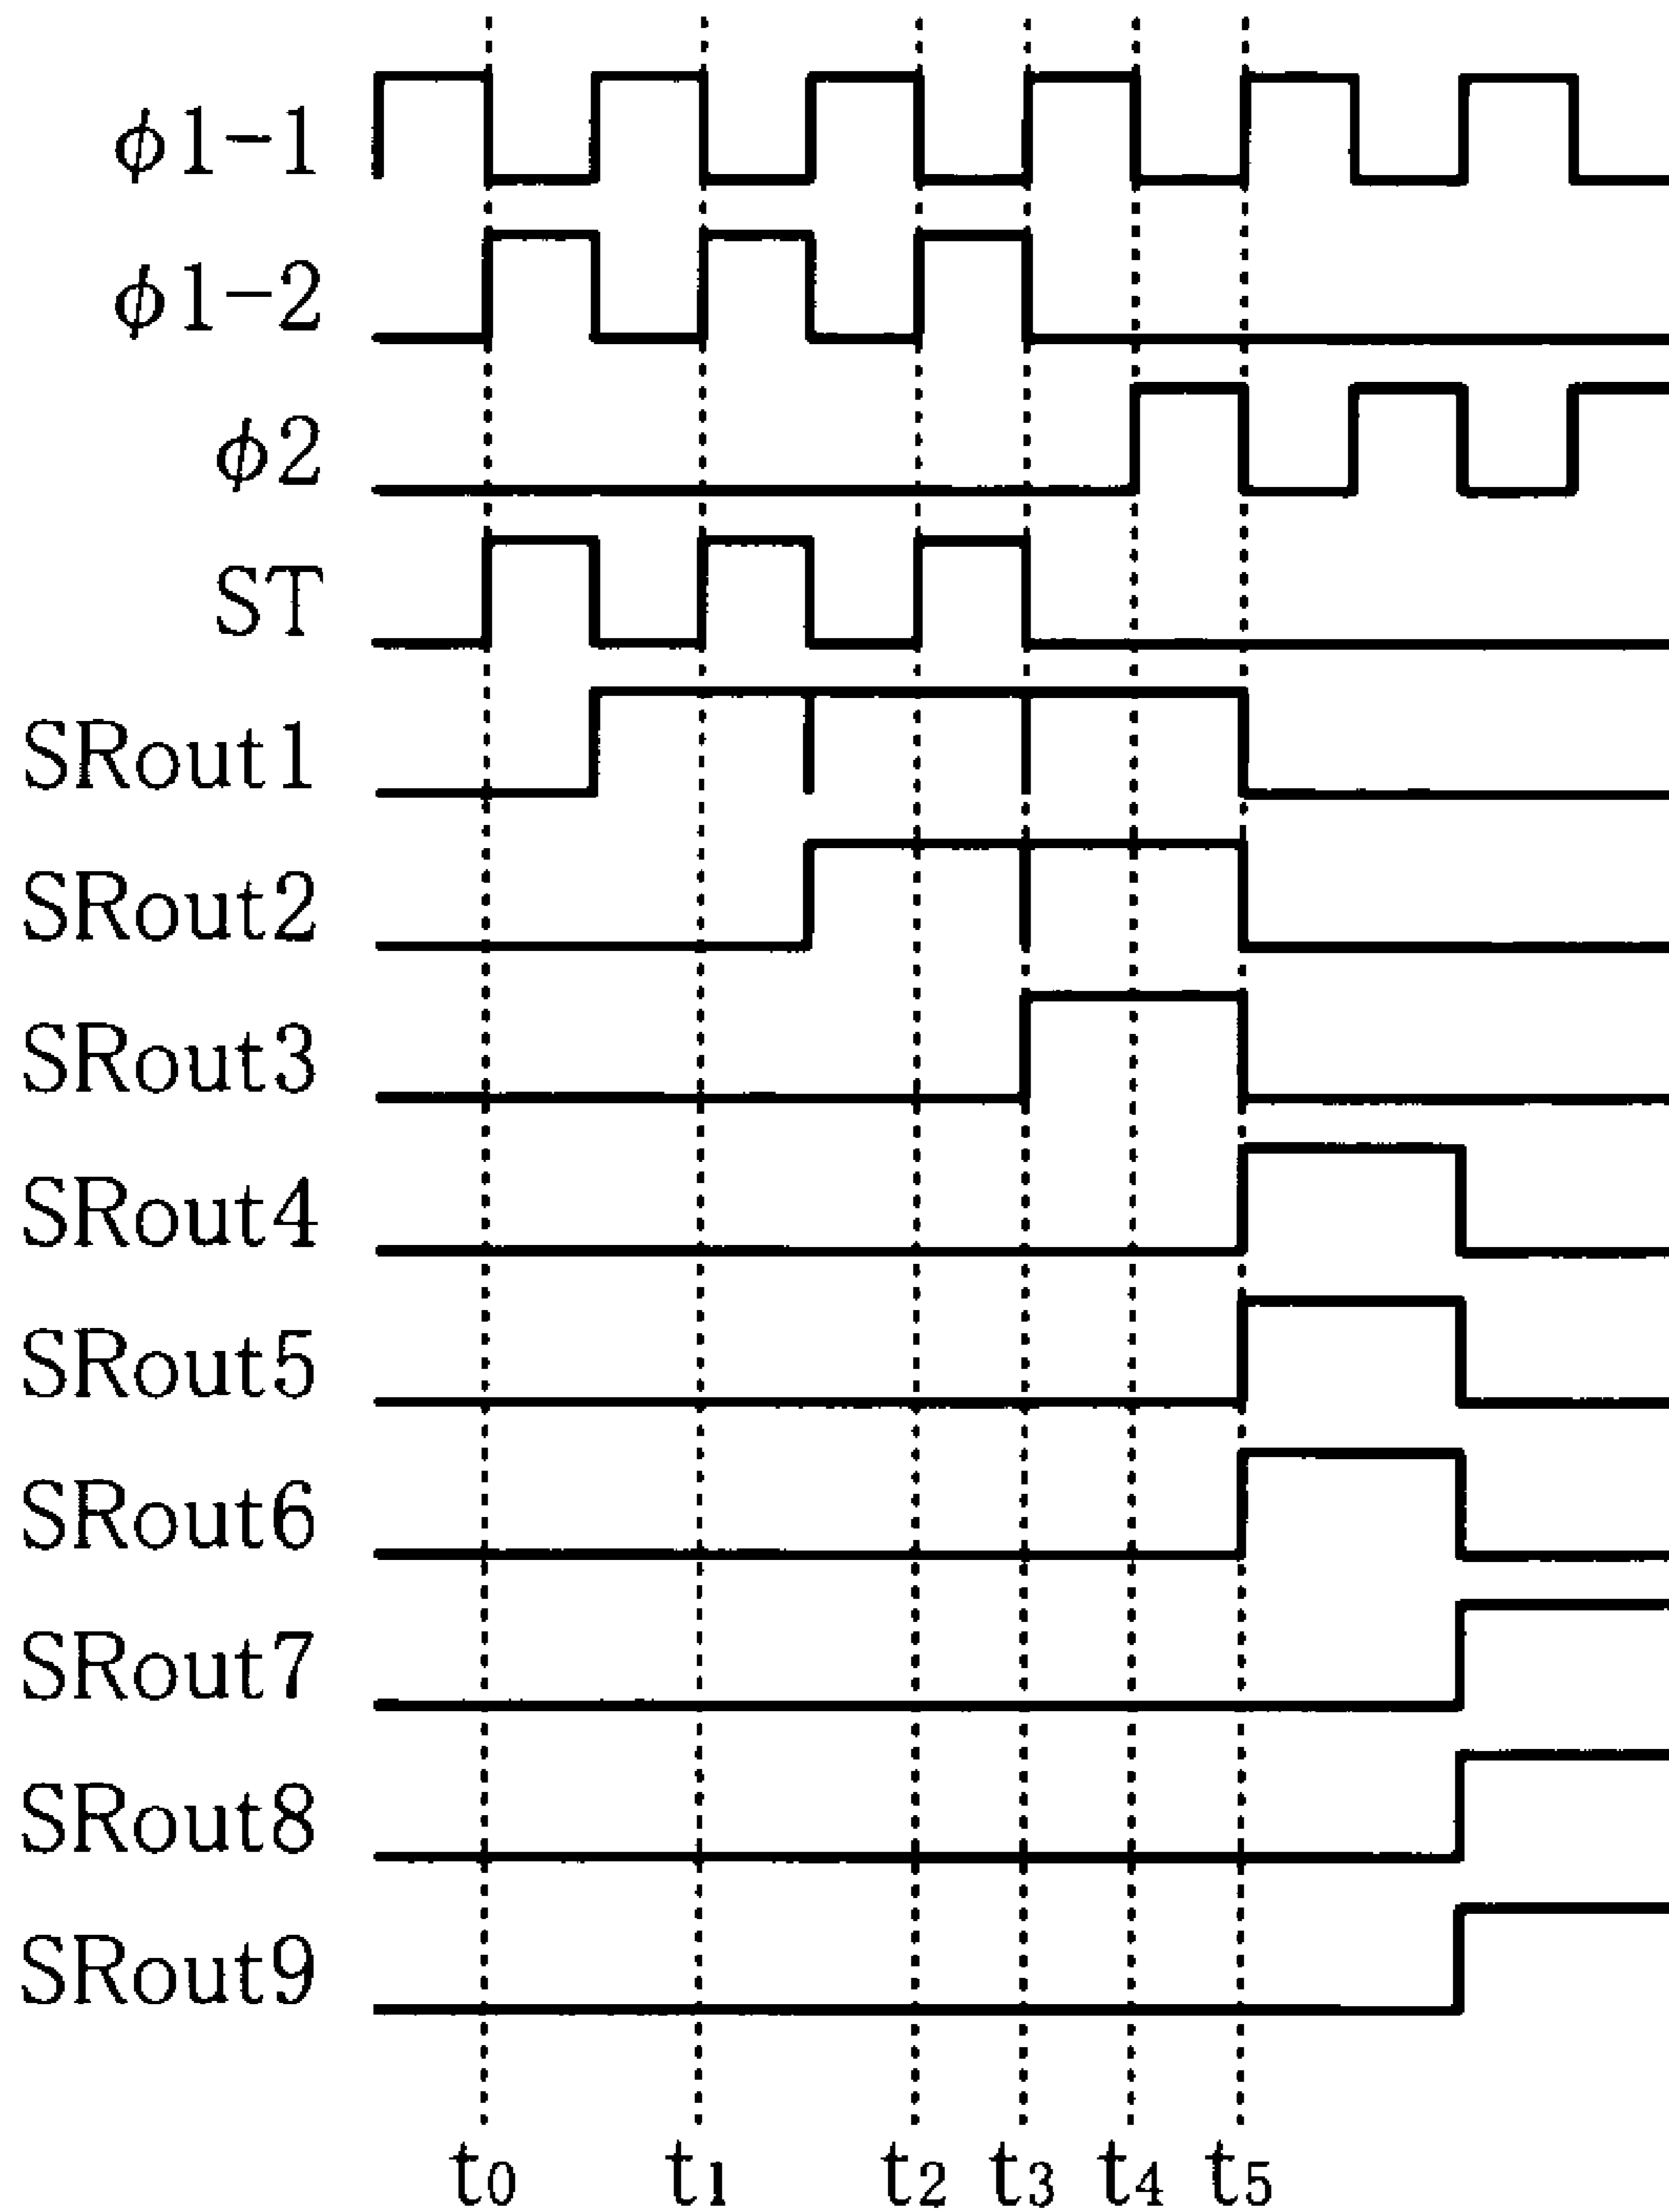 ϕ1-1
ϕ1-2
ϕ2
ST
SRout1
SRout2
SRout3
SRout4
SRout5
SRout6
SRout7
SRout8
SRout9
t0 t1 t2 t3 t4 t5